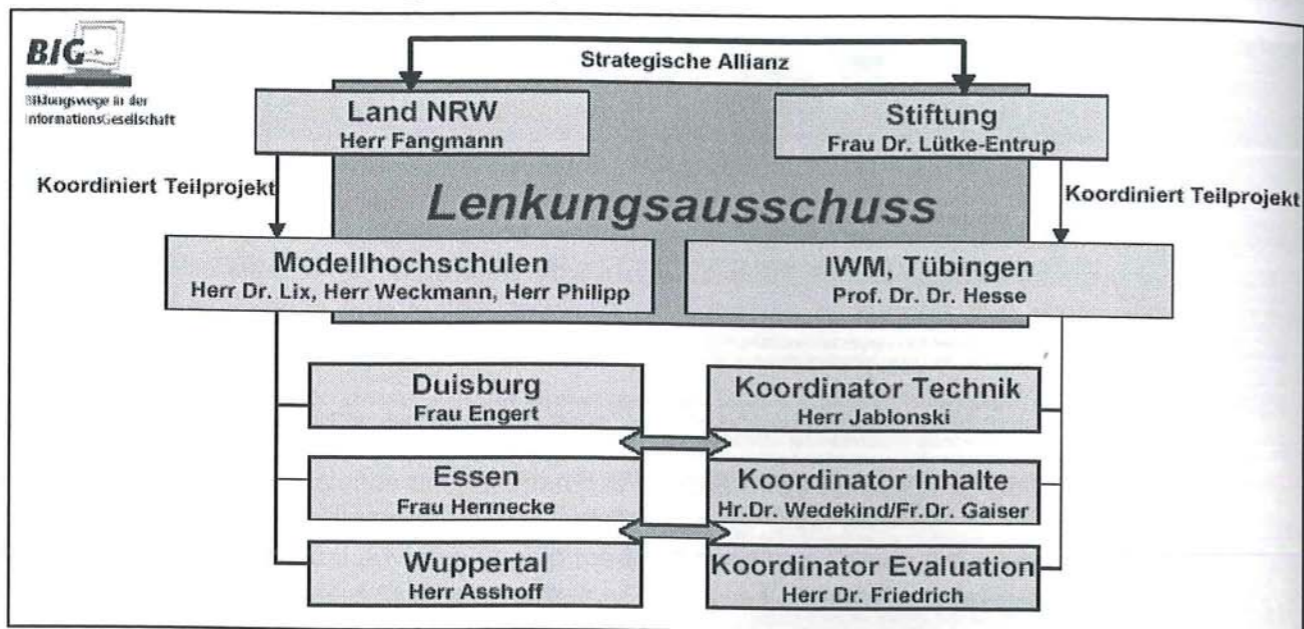 BIG
Bildungswege in der
InformationsGesellschaft
Strategische Allianz
Land NRW
Herr Fangmann
Stiftung
Frau Dr. Lütke-Entrup
Koordiniert Teilprojekt
Koordiniert Teilprojekt
Lenkungsausschuss
Modellhochschulen
Herr Dr. Lix, Herr Weckmann, Herr Philipp
IWM, Tübingen
Prof. Dr. Dr. Hesse
Duisburg
Frau Engert
Koordinator Technik
Herr Jablonski
Essen
Frau Hennecke
Koordinator Inhalte
Hr.Dr. Wedekind/Fr.Dr. Gaiser
Wuppertal
Herr Asshoff
Koordinator Evaluation
Herr Dr. Friedrich